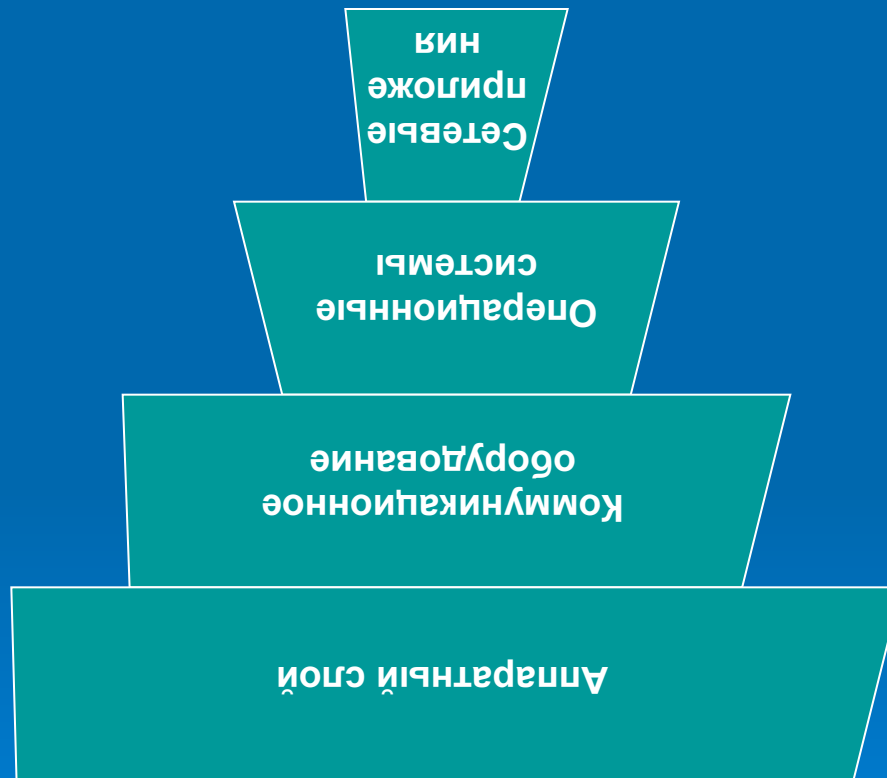 Аппаратный слой
Коммуникационное
оборудование
Операционные
системы
Сетевые
приложе
ния